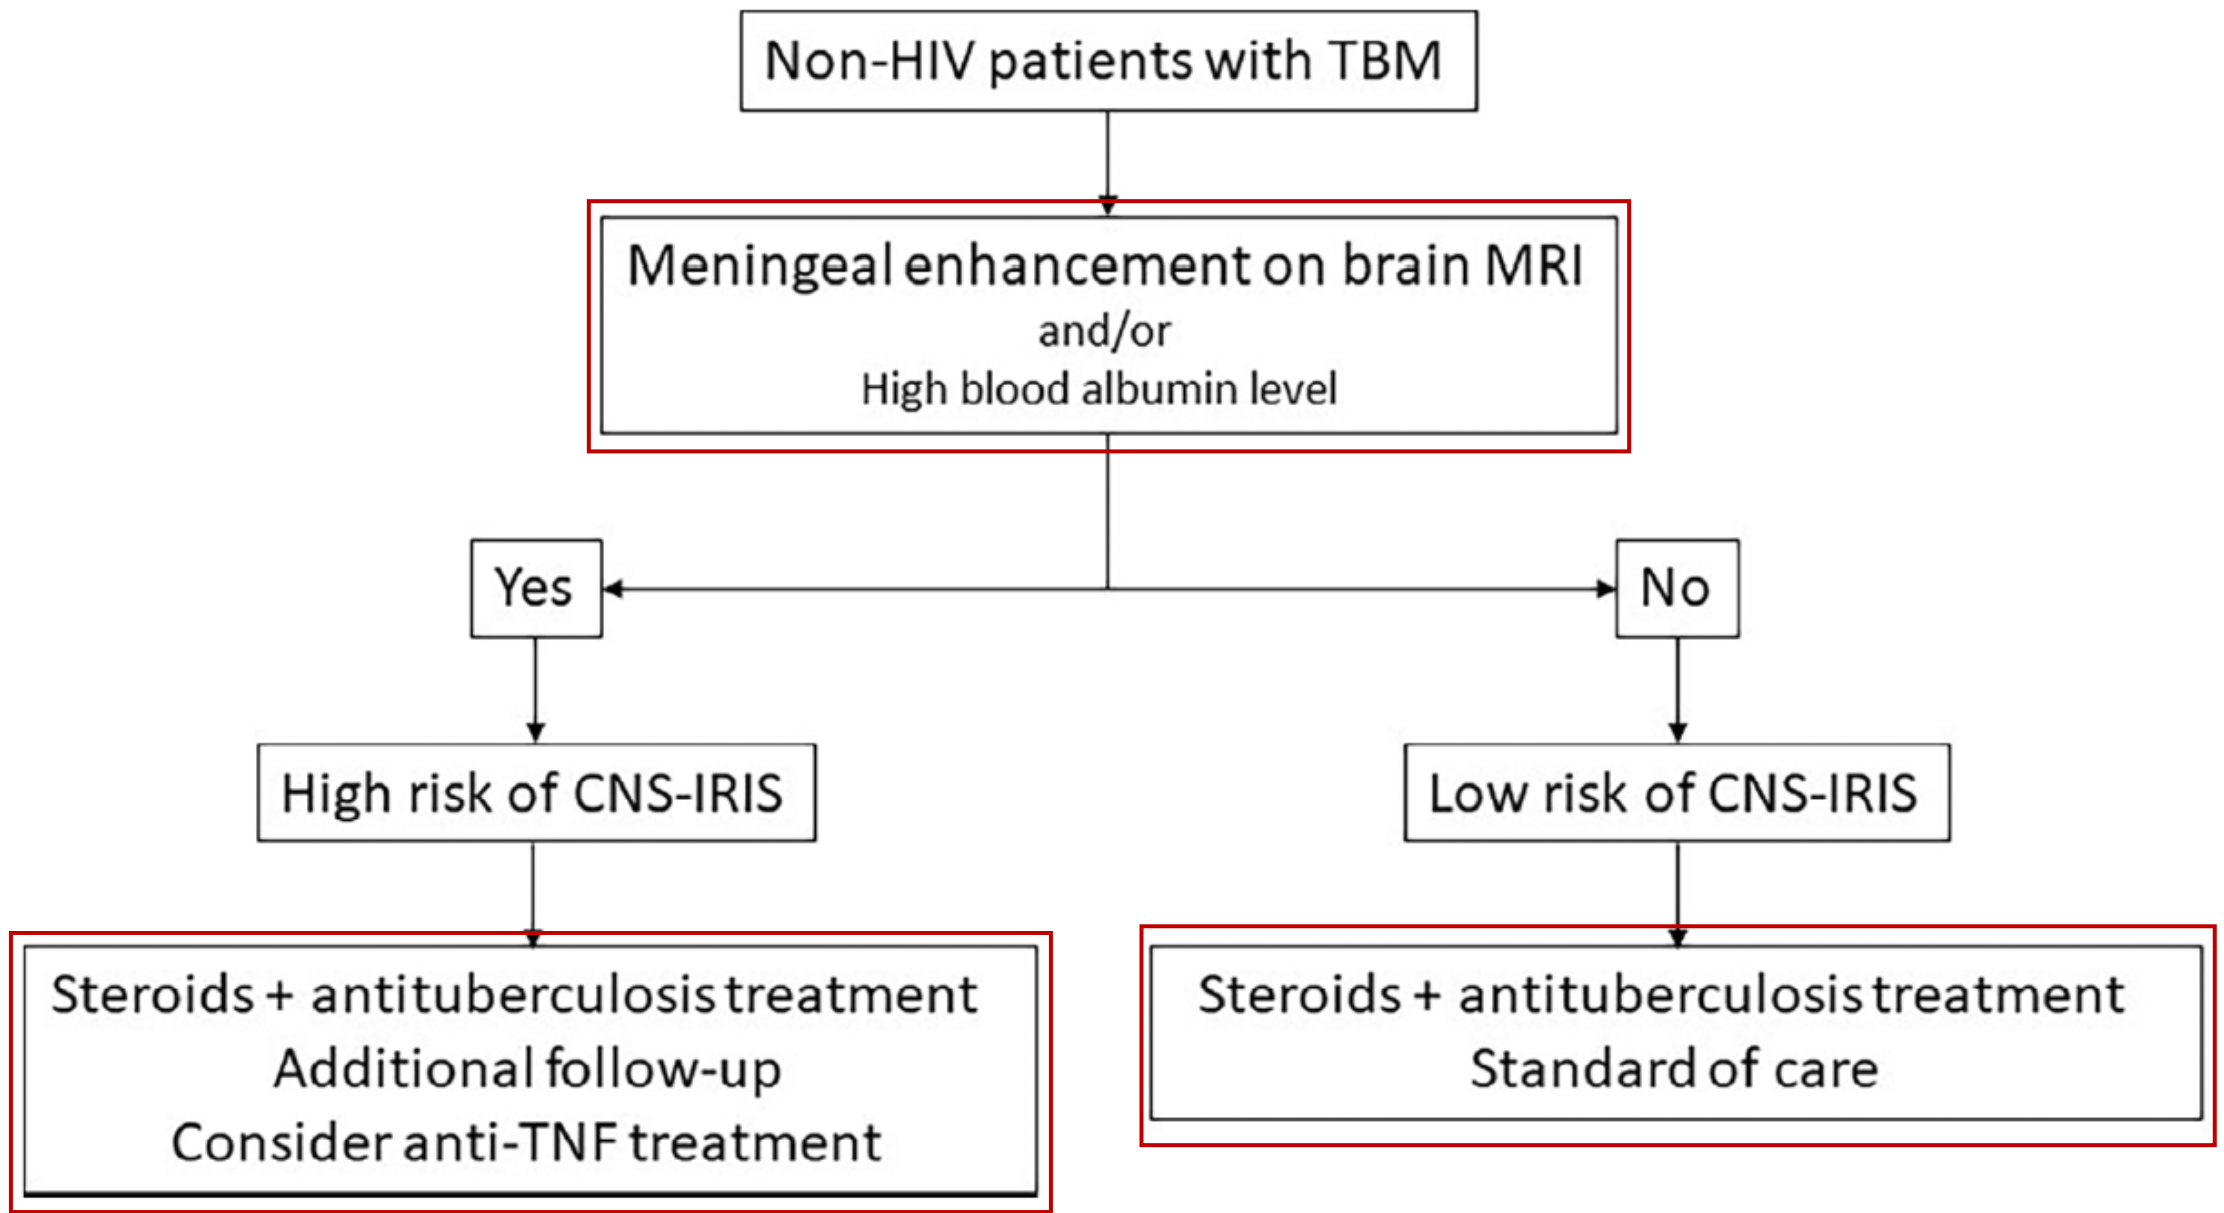 Non-HIV patients with TBM
Meningeal enhancement on brain MRI
and/or
High blood albumin level
Yes
No
High risk of CNS-IRIS
Low risk of CNS-IRIS
Steroids + antituberculosis treatment
Additional follow-up
Consider anti-TNF treatment
Steroids + antituberculosis treatment
Standard of care